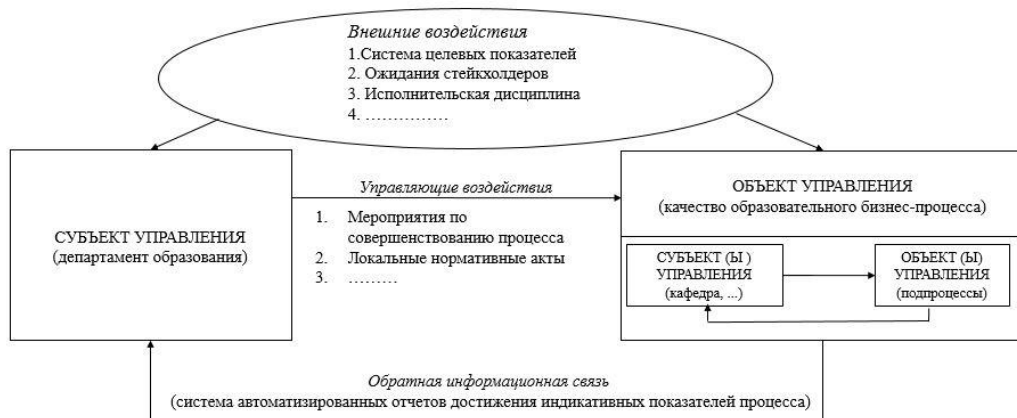 Внешние воздействия
1.Система целевых показателей
2. Ожидания стейкхолдеров
3. Исполнительская дисциплина
4. ……………
СУБЪЕКТ УПРАВЛЕНИЯ
(департамент образования)
Управляющие воздействия
1. Мероприятия по
совершенствованию процесса
2. Локальные нормативные акты
3. ………
ОБЪЕКТ УПРАВЛЕНИЯ
(качество образовательного бизнес-процесса)
СУБЪЕКТ (Ы )
УПРАВЛЕНИЯ
(кафедра, ...)
ОБЪЕКТ (Ы)
УПРАВЛЕНИЯ
(подпроцессы)
Обратная информационная связь
(система автоматизированных отчетов достижения индикативных показателей процесса)